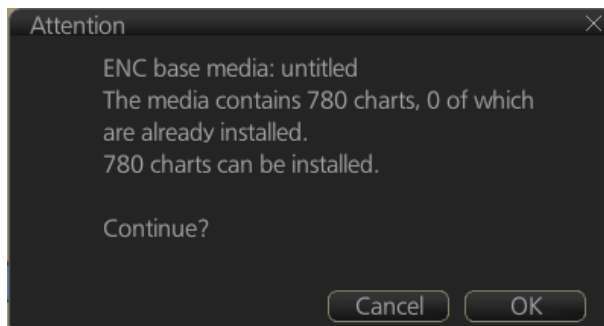 Attention
ENC base media: untitled
The media contains 780 charts, 0 of which
are already installed.
780 charts can be installed.
Continue?
Cancel OK